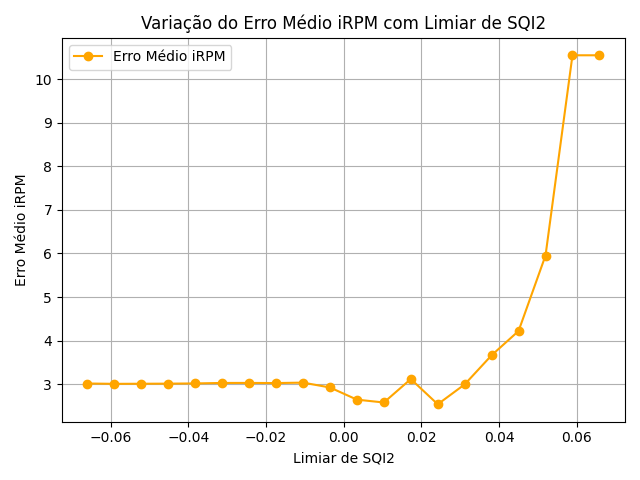 Variação do Erro Médio iRPM com Limiar de SQI2
Erro Médio iRPM
10
9
8
7
6
5
4
3
Erro Médio iRPM
−0.06 −0.04 −0.02 0.00 0.02 0.04 0.06
Limiar de SQI2